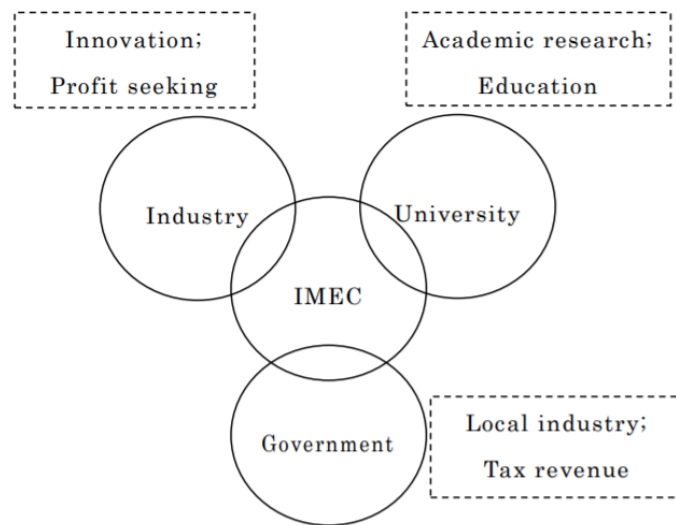 Innovation;
Profit seeking
Academic research;
Education
Industry
University
IMEC
Government
Local industry;
Tax revenue